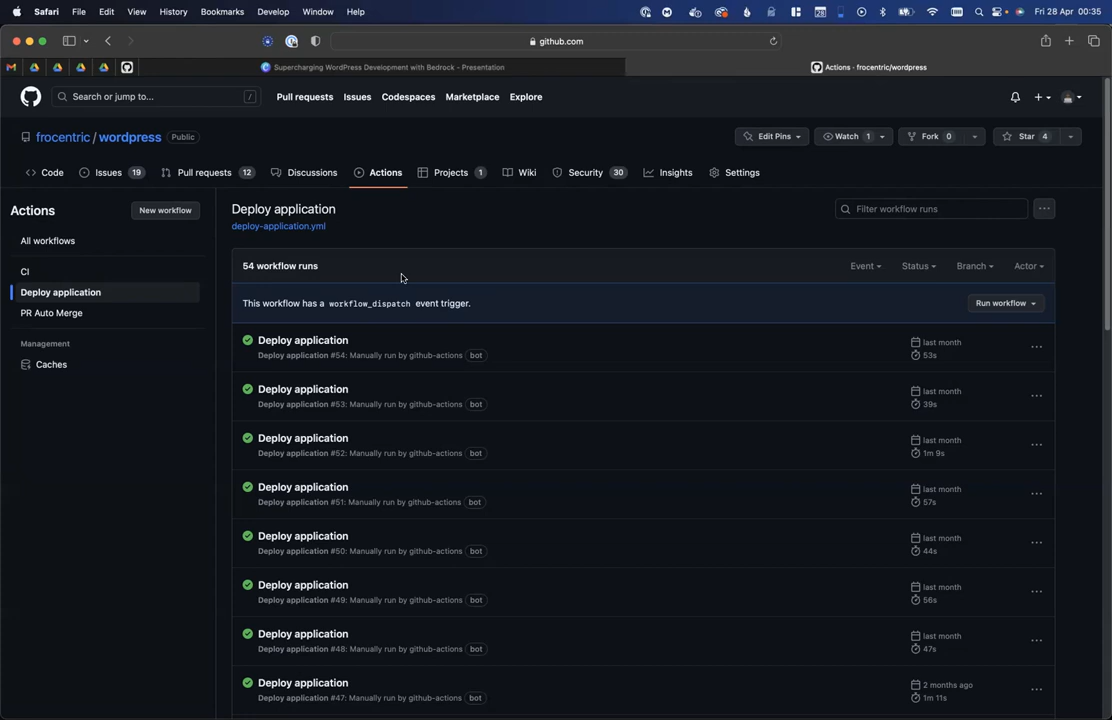 Safari File Edit View History Bookmarks Develop Window Help
28
Fri 28 Apr 00:35
github.com
Supercharging WordPress Development with Bedrock - Presentation
Actions · frocentric/wordpress
Search or jump to... /
Pull requests Issues Codespaces Marketplace Explore
frocentric / wordpress Public
Edit Pins Watch 1 Fork 0 Star 4
Code Issues 19 Pull requests 12 Discussions Actions Projects 1 Wiki Security 30 Insights Settings
Actions
New workflow
All workflows
CI
Deploy application
PR Auto Merge
Management
Caches
Deploy application
deploy-application.yml
Filter workflow runs
54 workflow runs
Event Status Branch Actor
This workflow has a workflow_dispatch event trigger.
Run workflow
Deploy application
Deploy application #54: Manually run by github-actions bot
last month
53s
Deploy application
Deploy application #53: Manually run by github-actions bot
last month
39s
Deploy application
Deploy application #52: Manually run by github-actions bot
last month
1m 9s
Deploy application
Deploy application #51: Manually run by github-actions bot
last month
57s
Deploy application
Deploy application #50: Manually run by github-actions bot
last month
44s
Deploy application
Deploy application #49: Manually run by github-actions bot
last month
56s
Deploy application
Deploy application #48: Manually run by github-actions bot
last month
47s
Deploy application
Deploy application #47: Manually run by github-actions bot
2 months ago
1m 11s